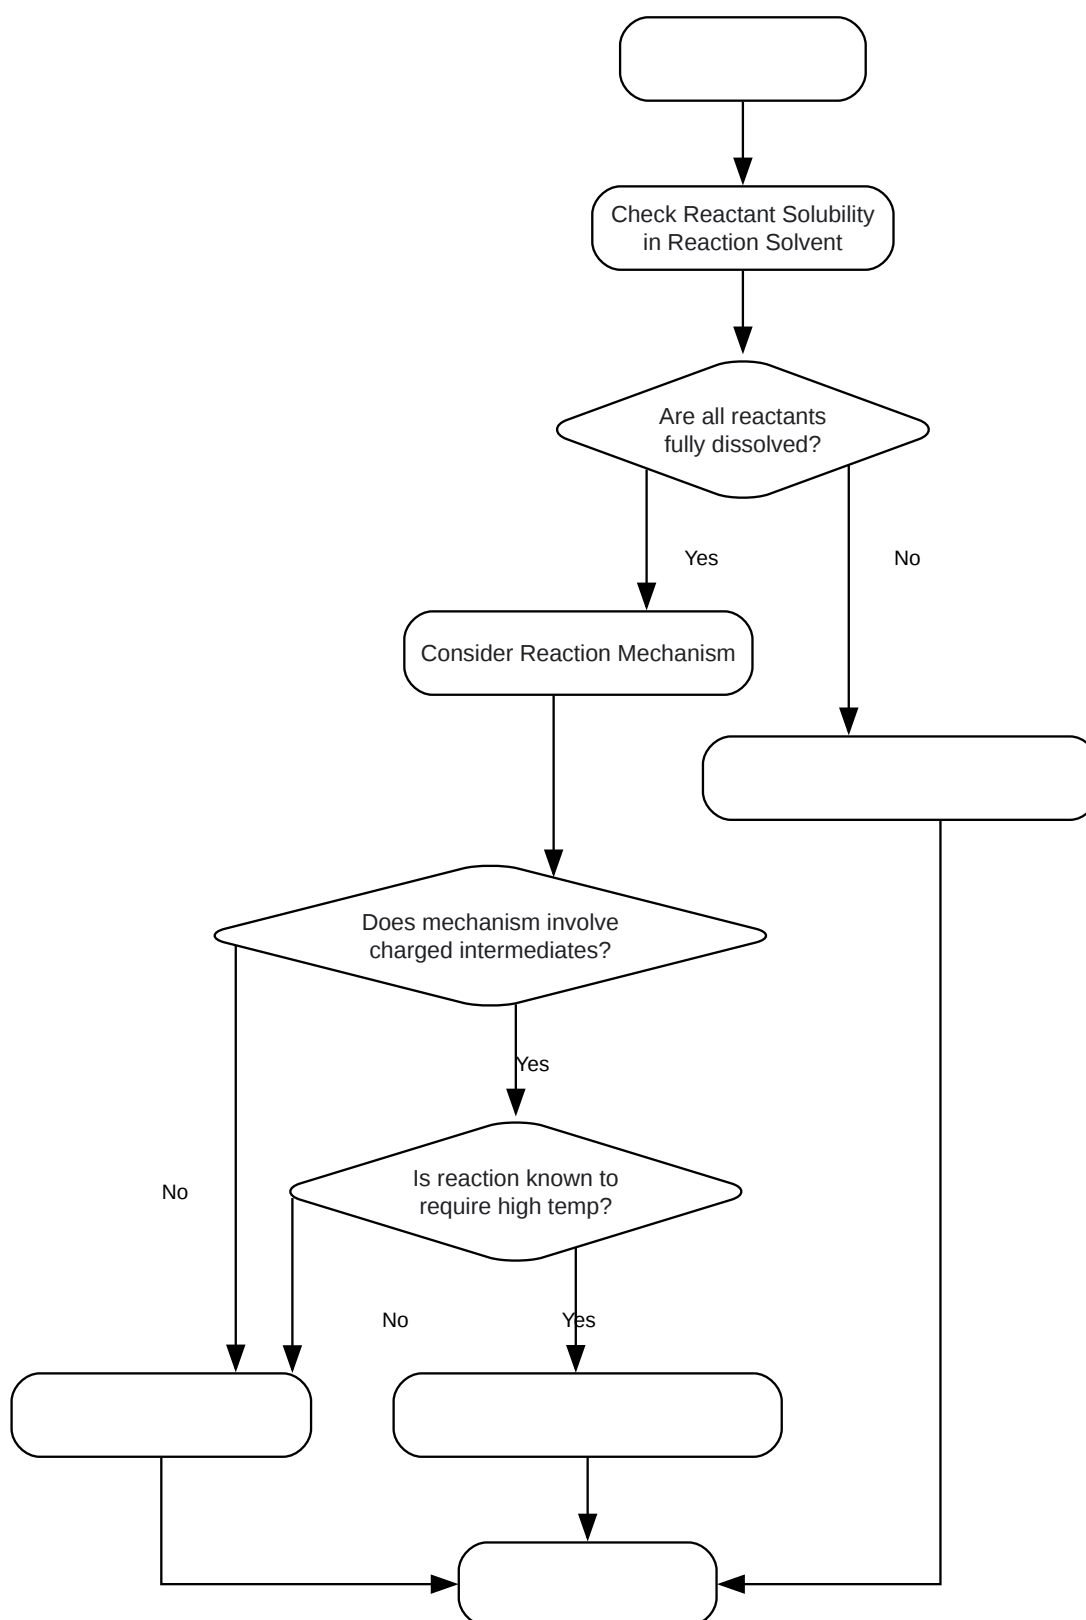 Check Reactant Solubility
in Reaction Solvent
Are all reactants
fully dissolved?
Yes
No
Consider Reaction Mechanism
Does mechanism involve
charged intermediates?
Yes
Is reaction known to
require high temp?
No
No
Yes